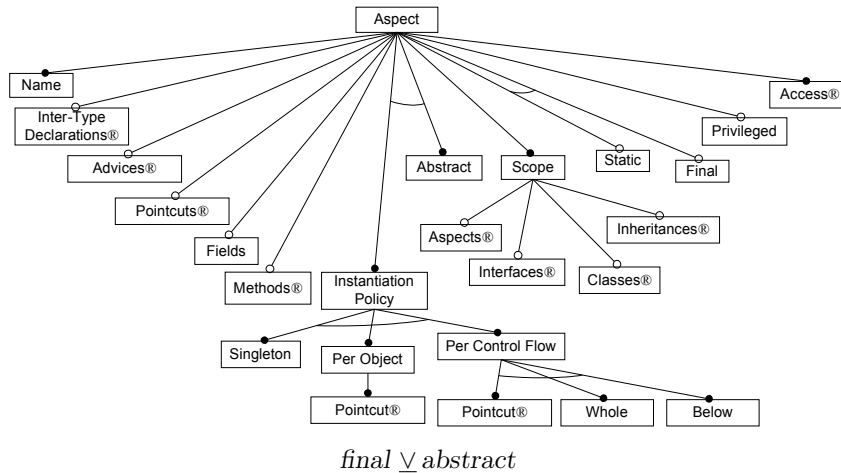 Aspect
Name
Access®
Inter-Type
Declarations®
Privileged
Advices®
Abstract
Scope
Static
Final
Pointcuts®
Aspects®
Inheritances®
Fields
Methods®
Instantiation
Policy
Interfaces®
Classes®
Singleton
Per Object
Per Control Flow
Pointcut®
Pointcut®
Whole
Below
final ⊻ abstract